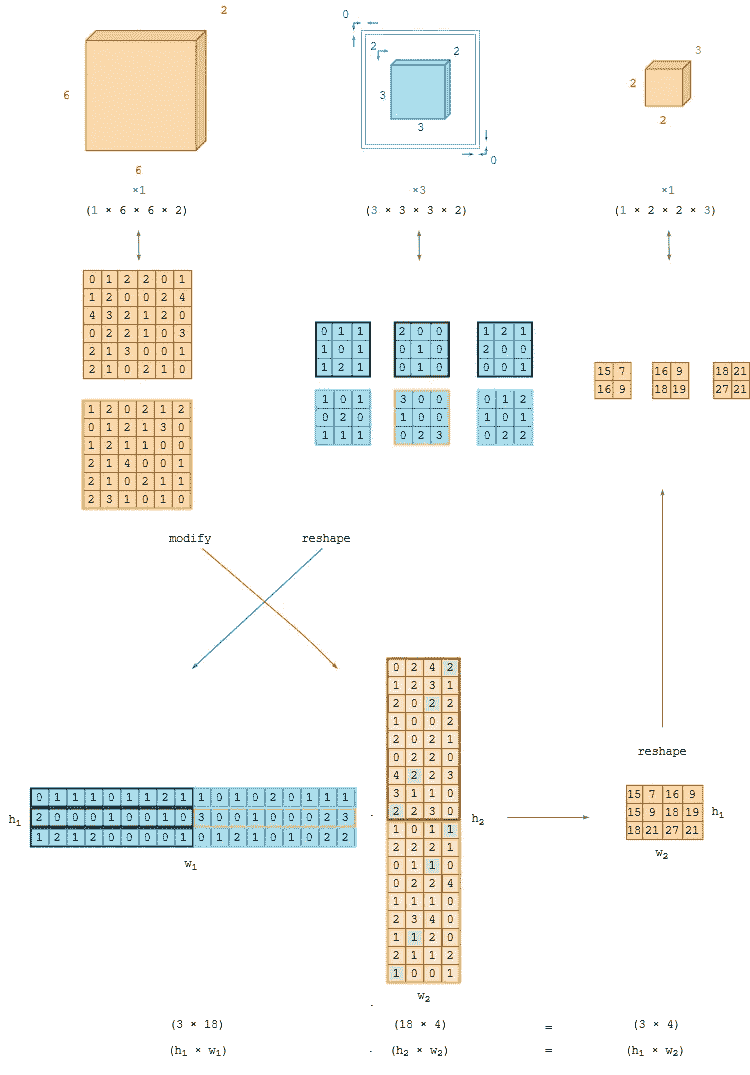 2
6
6
×1
(1 × 6 × 6 × 2)
0
2
2
3
3
0
×3
(3 × 3 × 3 × 2)
3
2
2
×1
(1 × 2 × 2 × 3)
0 1 2 2 0 1
1 2 0 0 2 4
4 3 2 1 2 0
0 2 2 1 0 3
2 1 3 0 0 1
2 1 0 2 1 0
1 2 0 2 1 2
0 1 2 1 3 0
1 2 1 1 0 0
2 1 4 0 0 1
2 1 0 2 1 1
2 3 1 0 1 0
0 1 1
1 0 1
1 2 1
2 0 0
0 1 0
0 1 0
1 2 1
2 0 0
0 0 1
1 0 1
0 2 0
1 1 1
3 0 0
1 0 0
0 2 3
0 1 2
1 0 1
0 2 2
15 7
16 9
16 9
18 19
18 21
27 21
modify
reshape
0 1 1 1 0 1 1 2 1 1 0 1 0 2 0 1 1 1
2 0 0 0 1 0 0 1 0 3 0 0 1 0 0 0 2 3
1 2 1 2 0 0 0 0 1 0 1 2 1 0 1 0 2 2
h1
w1
.
0 2 4 2
1 2 3 1
2 0 2 2
1 0 0 2
2 0 2 1
0 2 2 0
4 2 2 3
3 1 1 0
2 2 3 0
1 0 1 1
2 2 2 1
0 1 1 0
0 2 2 4
1 1 1 0
2 3 4 0
1 1 2 0
2 1 1 2
1 0 0 1
h2
w2
reshape
15 7 16 9
15 9 18 19
18 21 27 21
h1
w2
(3 × 18) . (18 × 4) = (3 × 4)
(h1 × w1) . (h2 × w2) = (h1 × w2)